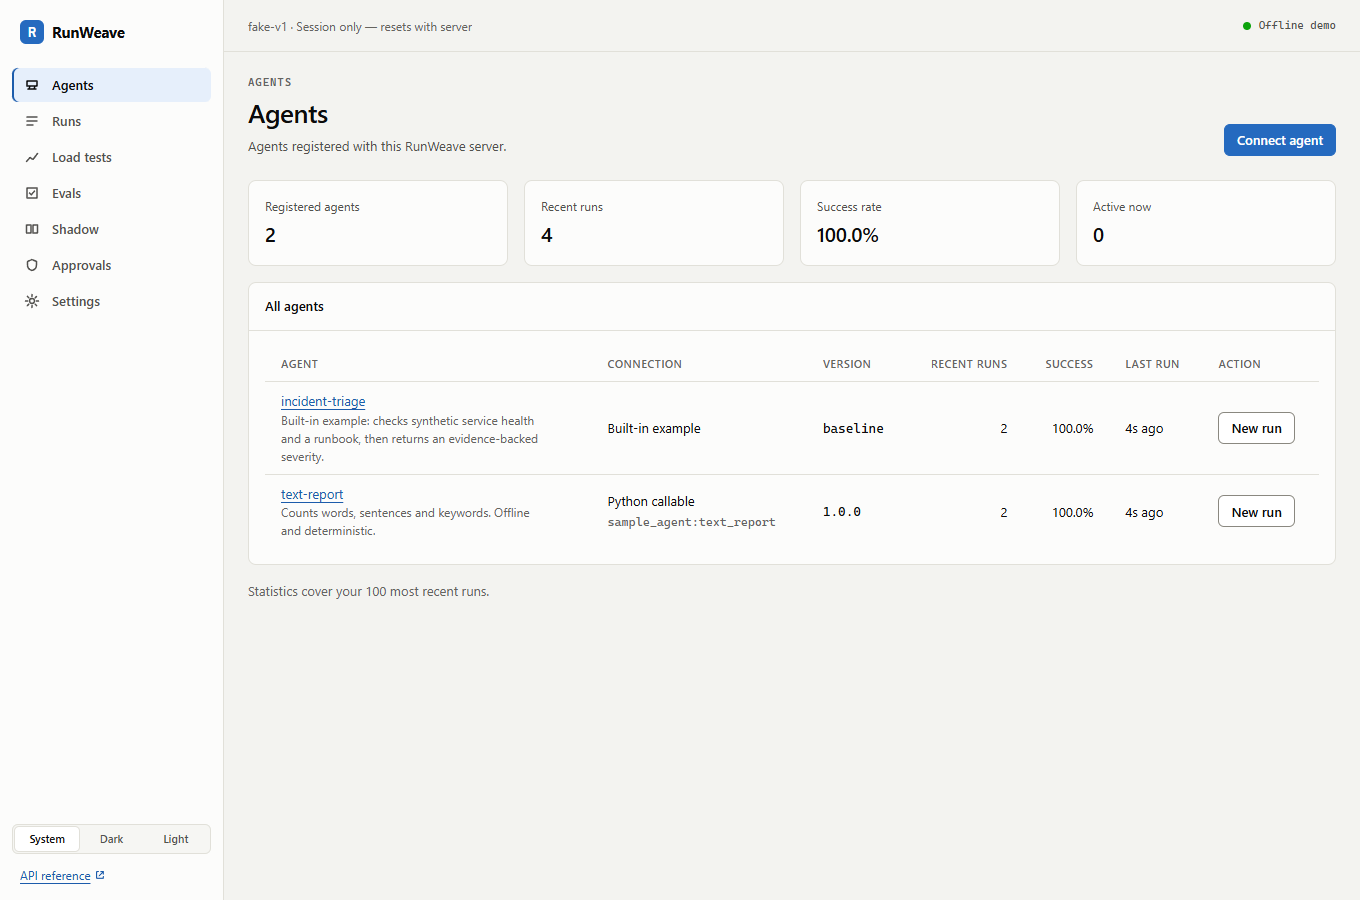 R RunWeave
Agents
Runs
Load tests
Evals
Shadow
Approvals
Settings
System Dark Light
API reference
fake-v1 · Session only — resets with server
Offline demo
AGENTS
Agents
Agents registered with this RunWeave server.
Connect agent
Registered agents
2
Recent runs
4
Success rate
100.0%
Active now
0
All agents
AGENT CONNECTION VERSION RECENT RUNS SUCCESS LAST RUN ACTION
incident-triage
Built-in example: checks synthetic service health
and a runbook, then returns an evidence-backed
severity.
Built-in example baseline 2 100.0% 4s ago New run
text-report
Counts words, sentences and keywords. Offline
and deterministic.
Python callable
sample_agent:text_report
1.0.0 2 100.0% 4s ago New run
Statistics cover your 100 most recent runs.